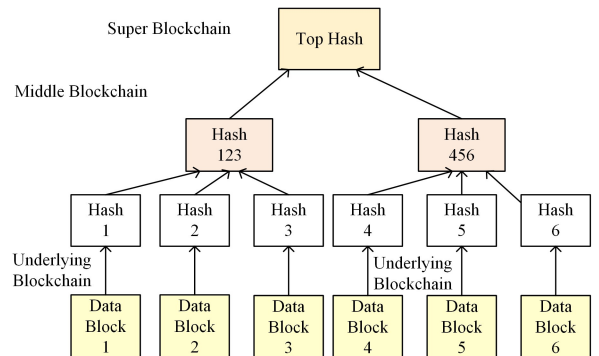 Super Blockchain
Top Hash
Middle Blockchain
Hash
123
Hash
456
Hash
1
Hash
2
Hash
3
Hash
4
Hash
5
Hash
6
Underlying
Blockchain
Underlying
Blockchain
Data
Block
1
Data
Block
2
Data
Block
3
Data
Block
4
Data
Block
5
Data
Block
6